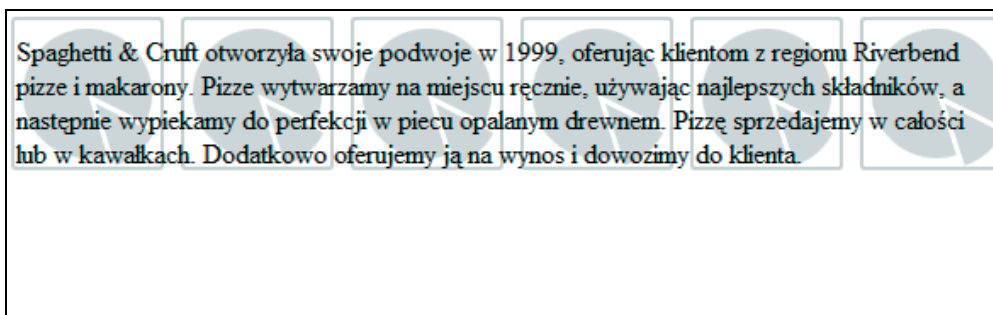 Spaghetti & Cruft otworzyła swoje podwoje w 1999, oferując klientom z regionu Riverbend
pizze i makarony. Pizze wytwarzamy na miejscu ręcznie, używając najlepszych składników, a
następnie wypiekamy do perfekcji w piecu opalanym drewnem. Pizzę sprzedajemy w całości
lub w kawałkach. Dodatkowo oferujemy ją na wynos i dowozimy do klienta.